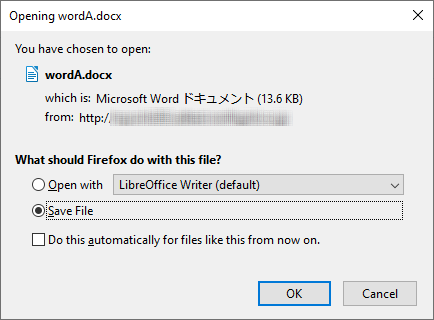 Opening wordA.docx
You have chosen to open:
wordA.docx
which is: Microsoft Word ドキュメント (13.6 KB)
from: http://
What should Firefox do with this file?
Open with LibreOffice Writer (default)
Save File
Do this automatically for files like this from now on.
OK Cancel